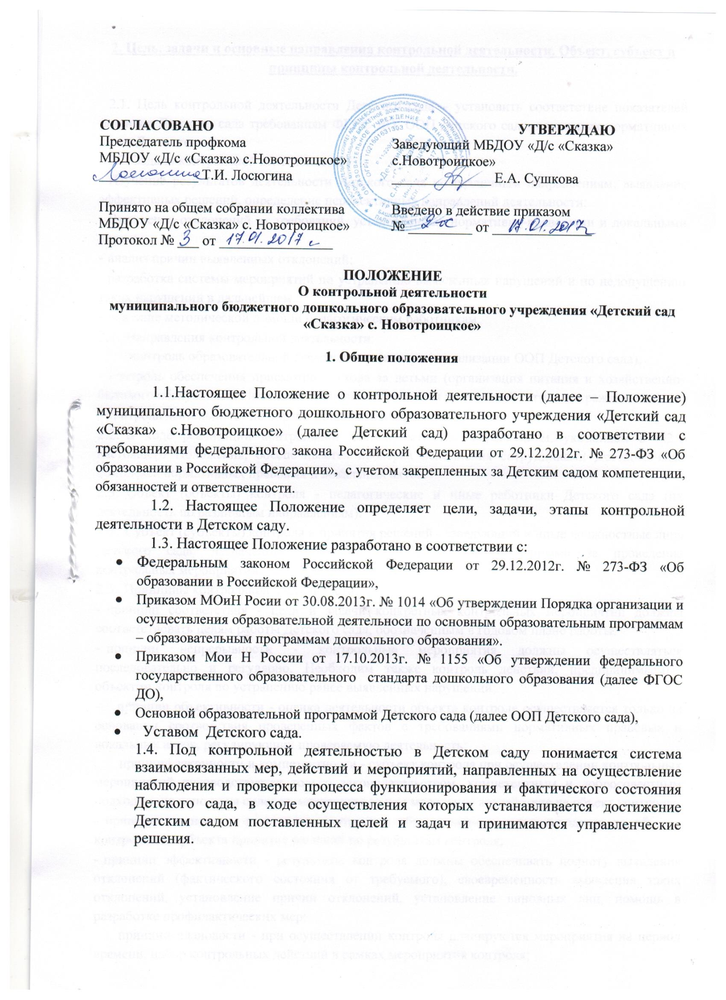 СОГЛАСОВАНО
Председатель профкома
МБДОУ «Д/с «Сказка» с.Новотроицкое»
Т.И. Лосюгина
УТВЕРЖДАЮ
Заведующий МБДОУ «Д/с «Сказка»
с.Новотроицкое»
Е.А. Сушкова
Принято на общем собрании коллектива
МБДОУ «Д/с «Сказка» с. Новотроицкое»
Протокол № 3 от 17.01.2017 г
Введено в действие приказом
№ от 17.01.2017г
ОГРН 1021601631303
ПОЛОЖЕНИЕ
О контрольной деятельности
муниципального бюджетного дошкольного образовательного учреждения «Детский сад
«Сказка» с. Новотроицкое»
1. Общие положения
1.1.Настоящее Положение о контрольной деятельности (далее – Положение)
муниципального бюджетного дошкольного образовательного учреждения «Детский сад
«Сказка» с.Новотроицкое» (далее Детский сад) разработано в соответствии с
требованиями федерального закона Российской Федерации от 29.12.2012г. № 273-ФЗ «Об
образовании в Российской Федерации», с учетом закрепленных за Детским садом компетенции,
обязанностей и ответственности.
1.2. Настоящее Положение определяет цели, задачи, этапы контрольной
деятельности в Детском саду.
1.3. Настоящее Положение разработано в соответствии с:
• Федеральным законом Российской Федерации от 29.12.2012г. № 273-ФЗ «Об
образовании в Российской Федерации»,
• Приказом МОиН Росии от 30.08.2013г. № 1014 «Об утверждении Порядка организации и
осуществления образовательной деятельноси по основным образовательным программам
– образовательным программам дошкольного образования».
• Приказом Мои Н России от 17.10.2013г. № 1155 «Об утверждении федерального
государственного образовательного стандарта дошкольного образования (далее ФГОС
ДО),
• Основной образовательной программой Детского сада (далее ООП Детского сада),
• Уставом Детского сада.
1.4. Под контрольной деятельностью в Детском саду понимается система
взаимосвязанных мер, действий и мероприятий, направленных на осуществление
наблюдения и проверки процесса функционирования и фактического состояния
Детского сада, в ходе осуществления которых устанавливается достижение
Детским садом поставленных целей и задач и принимаются управленческие
решения.